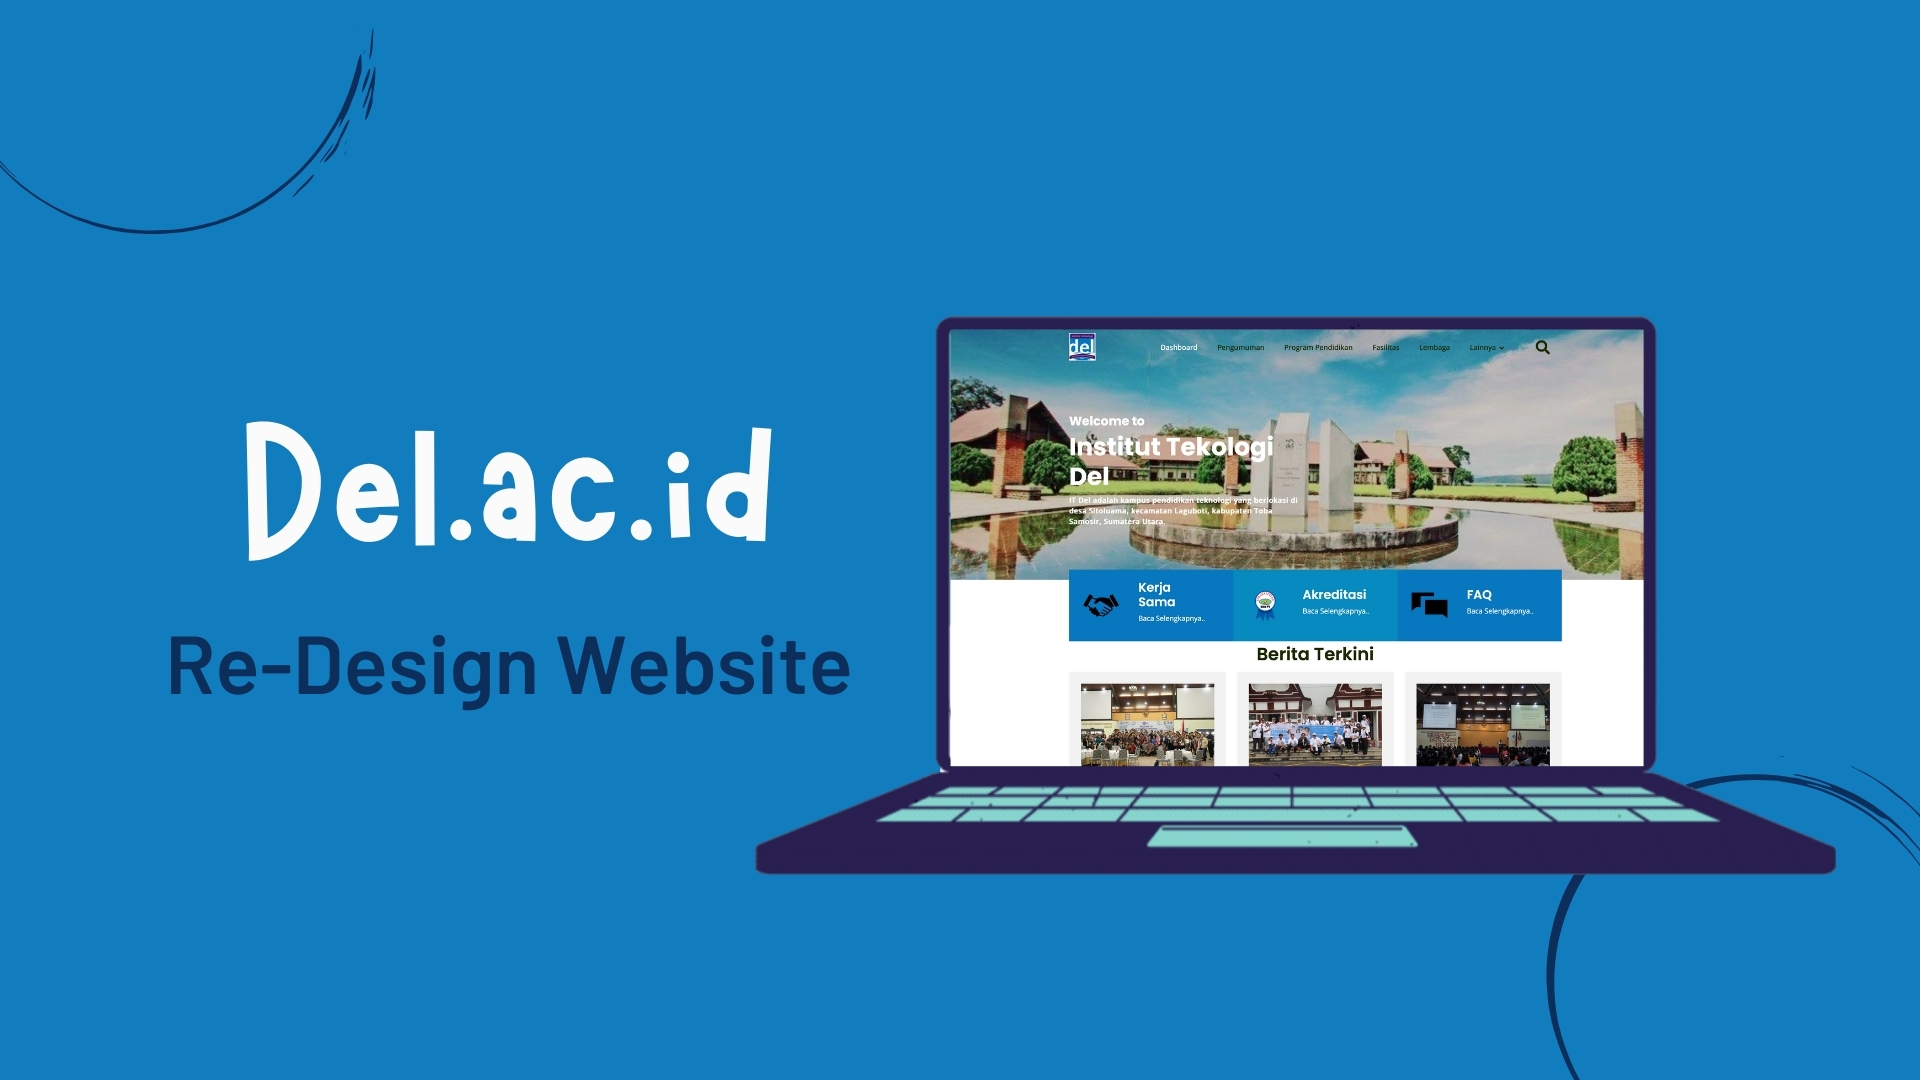 Del.ac.id
Re-Design Website
del
Dashboard Pengumuman Program Pendidikan Fasilitas Lembaga Lainnya
Welcome to
Institut Tekologi
Del
IT Del adalah kampus pendidikan teknologi yang berlokasi di
desa Sitoluama, kecamatan Laguboti, kabupaten Toba
Samosir, Sumatera Utara.
Kerja
Sama
Baca Selengkapnya..
Akreditasi
Baca Selengkapnya..
FAQ
Baca Selengkapnya..
Berita Terkini